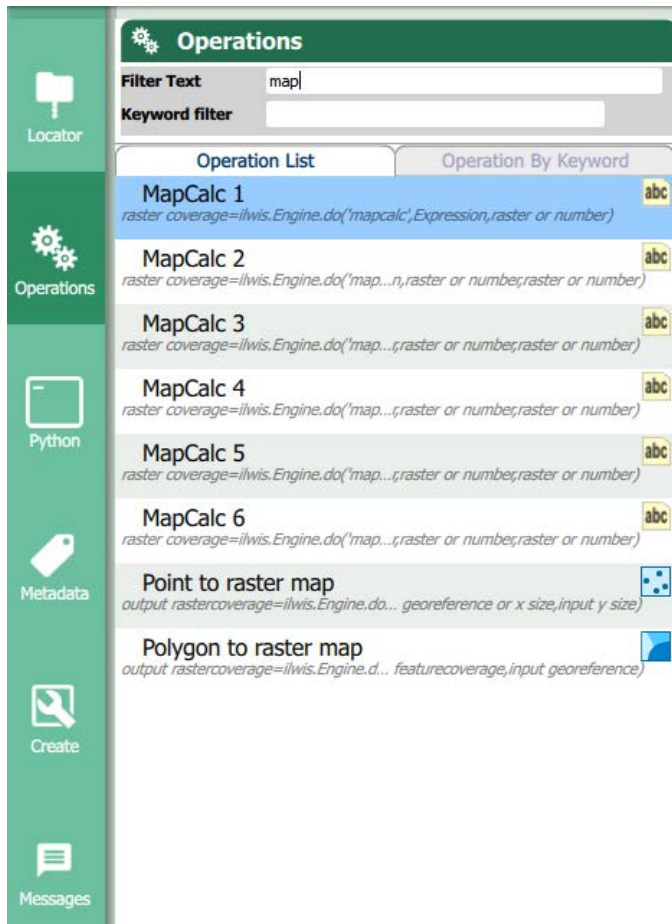 Locator
Operations
Python
Metadata
Create
Messages
Operations
Filter Text map
Keyword filter
Operation List Operation By Keyword
MapCalc 1 abc
raster coverage=ilwis.Engine.do('mapcalc',Expression,raster or number)
MapCalc 2 abc
raster coverage=ilwis.Engine.do('map...n,raster or number,raster or number)
MapCalc 3 abc
raster coverage=ilwis.Engine.do('map...r,raster or number,raster or number)
MapCalc 4 abc
raster coverage=ilwis.Engine.do('map...r,raster or number,raster or number)
MapCalc 5 abc
raster coverage=ilwis.Engine.do('map...r,raster or number,raster or number)
MapCalc 6 abc
raster coverage=ilwis.Engine.do('map...r,raster or number,raster or number)
Point to raster map
output rastercoverage=ilwis.Engine.do... georeference or x size,input y size)
Polygon to raster map
output rastercoverage=ilwis.Engine.d... featurecoverage,input georeference)